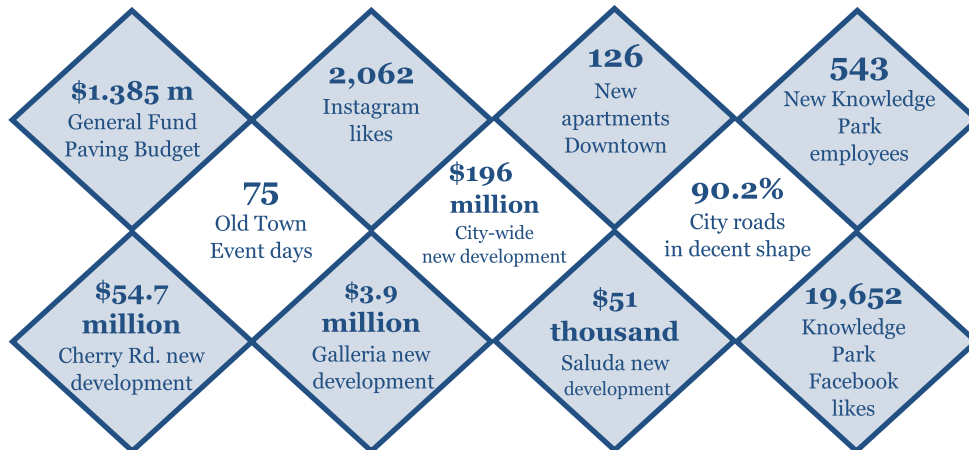 $1.385 m
General Fund
Paving Budget
2,062
Instagram
likes
126
New
apartments
Downtown
543
New Knowledge
Park
employees
75
Old Town
Event days
$196
million
City-wide
new development
90.2%
City roads
in decent shape
$54.7
million
Cherry Rd. new
development
$3.9
million
Galleria new
development
$51
thousand
Saluda new
development
19,652
Knowledge
Park
Facebook
likes